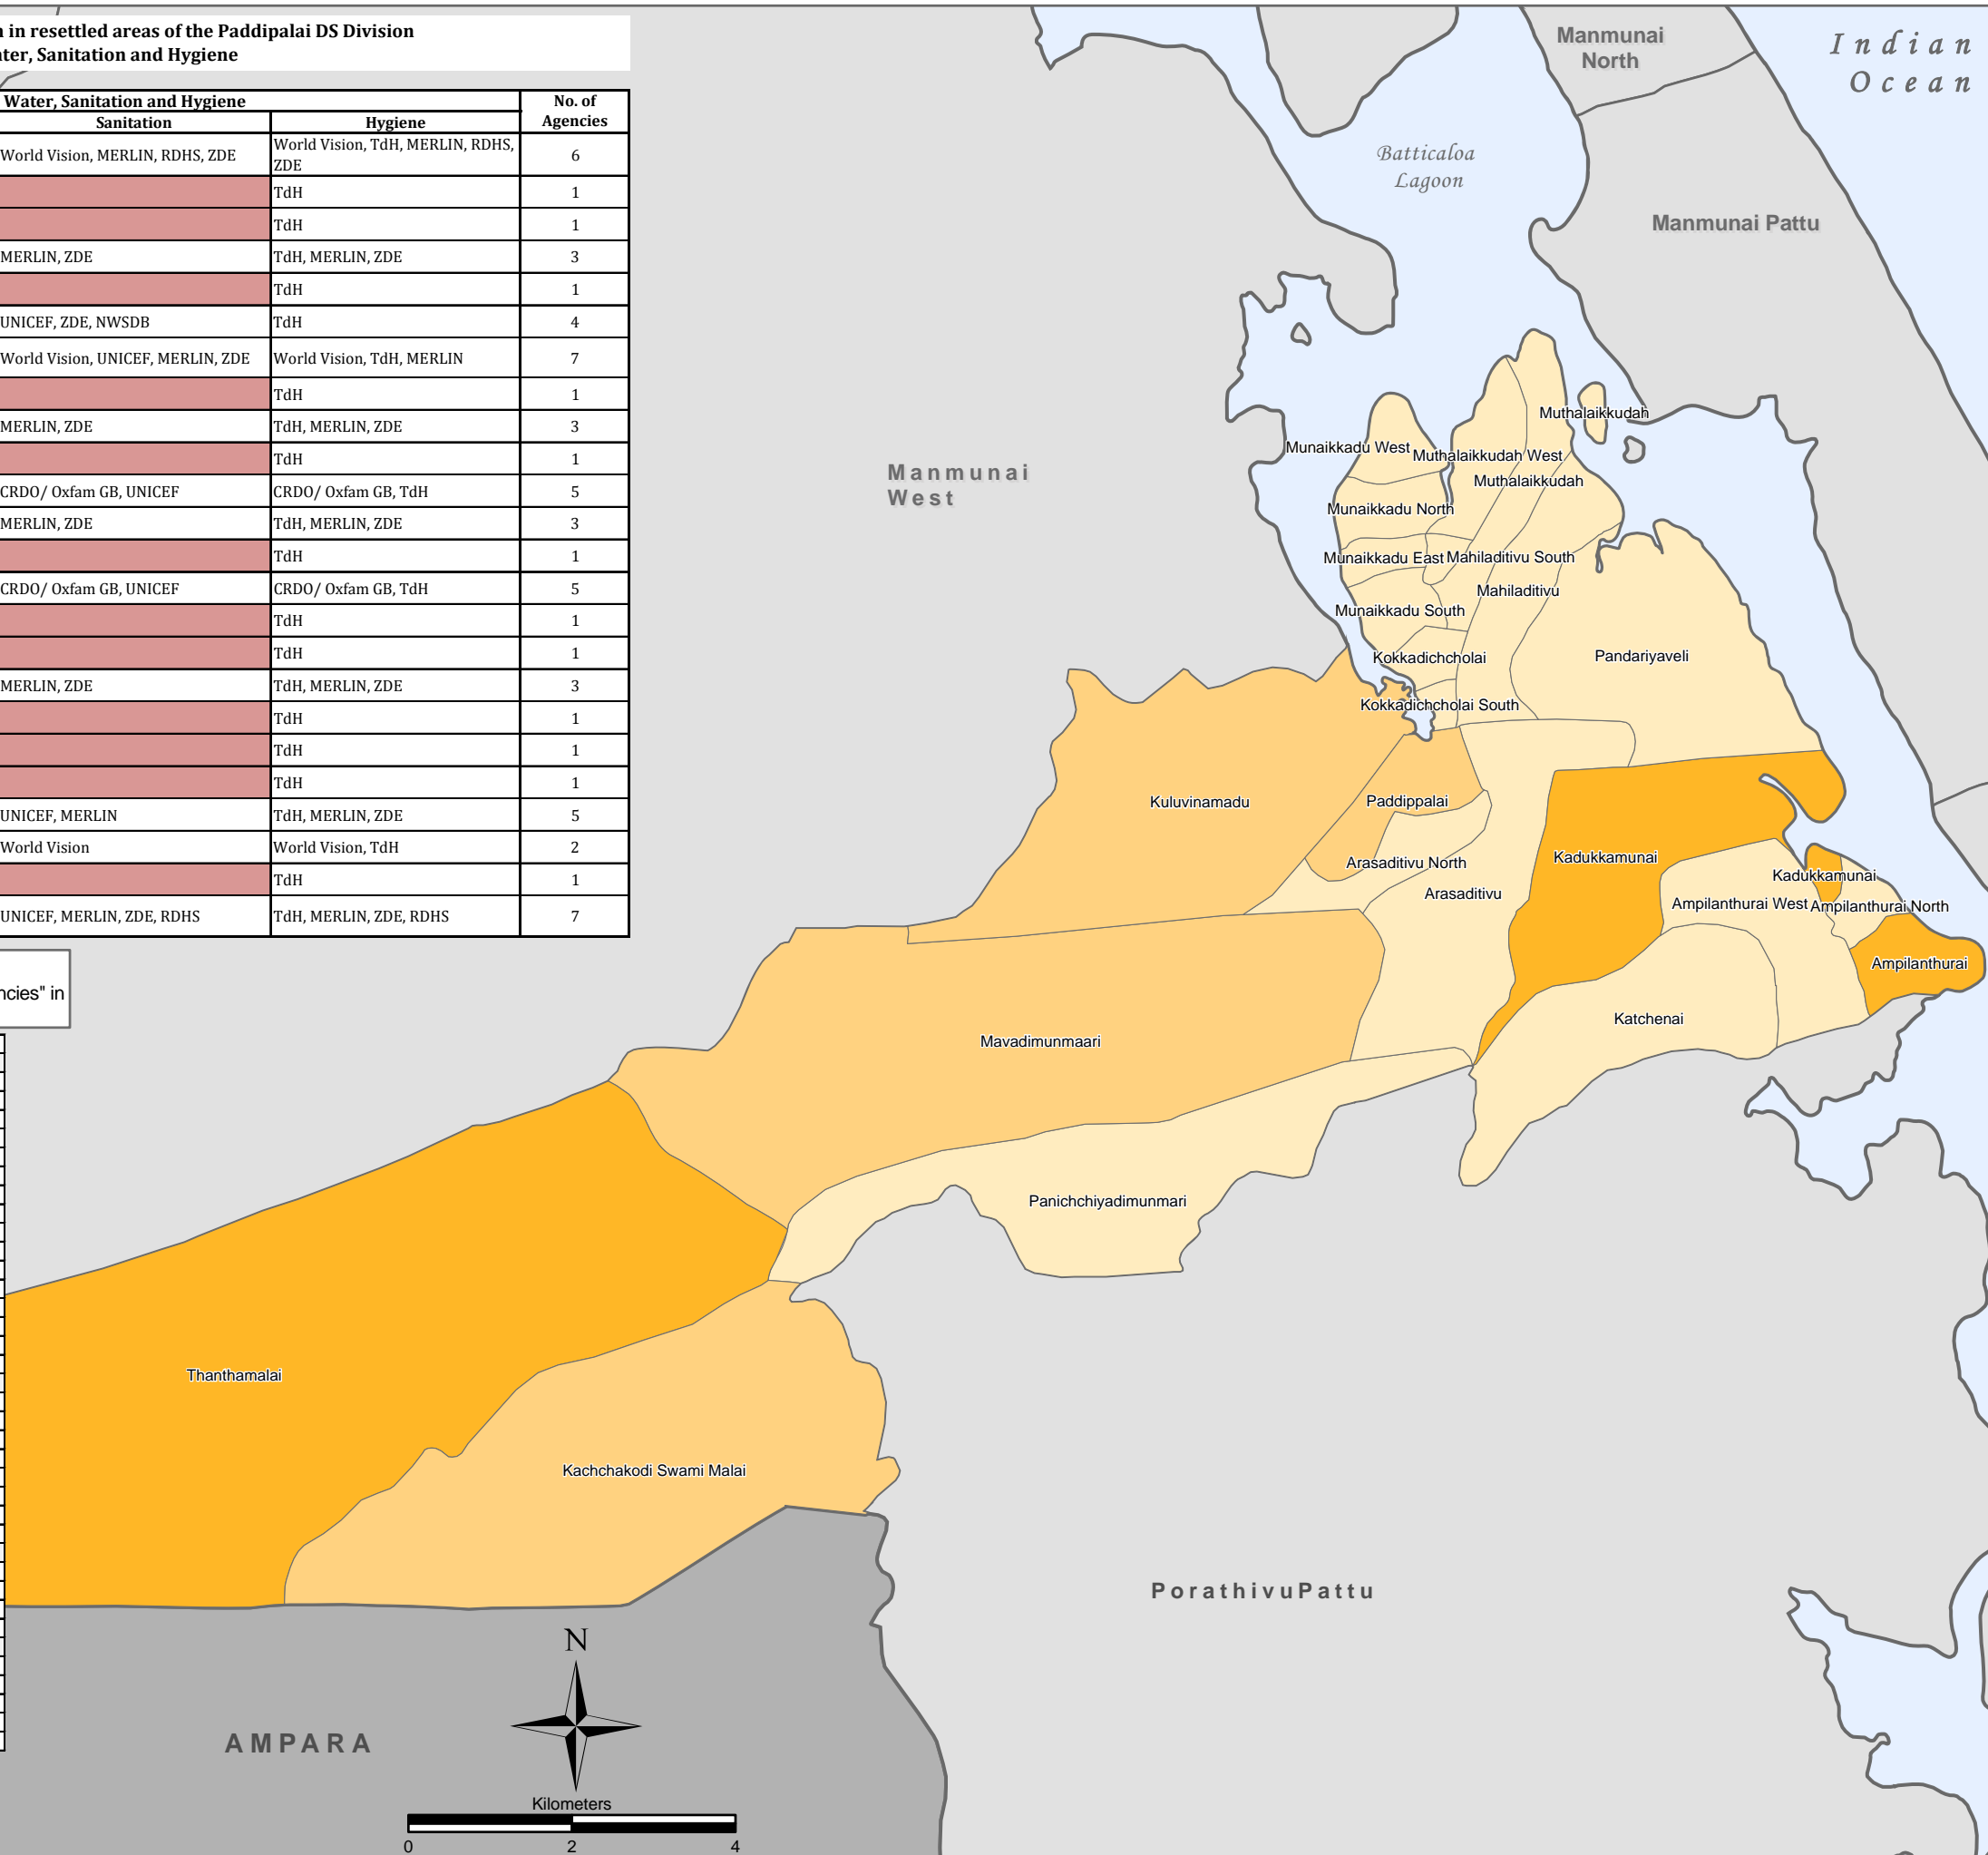 in resettled areas of the Paddipalai DS Division
Sanitation and Hygiene
Water, Sanitation and Hygiene
No. of
Agencies
Sanitation
Hygiene
World Vision, MERLIN, RDHS, ZDE
World Vision, TdH, MERLIN, RDHS,
ZDE
6
TdH
1
TdH
1
MERLIN, ZDE
TdH, MERLIN, ZDE
3
TdH
1
UNICEF, ZDE, NWSDB
TdH
4
World Vision, UNICEF, MERLIN, ZDE
World Vision, TdH, MERLIN
7
TdH
1
MERLIN, ZDE
TdH, MERLIN, ZDE
3
TdH
1
CRDO/ Oxfam GB, UNICEF
CRDO/ Oxfam GB, TdH
5
MERLIN, ZDE
TdH, MERLIN, ZDE
3
TdH
1
CRDO/ Oxfam GB, UNICEF
CRDO/ Oxfam GB, TdH
5
TdH
1
TdH
1
MERLIN, ZDE
TdH, MERLIN, ZDE
3
TdH
1
TdH
1
TdH
1
UNICEF, MERLIN
TdH, MERLIN, ZDE
5
World Vision
World Vision, TdH
2
TdH
1
UNICEF, MERLIN, ZDE, RDHS
TdH, MERLIN, ZDE, RDHS
7
in
Manmunai
North
Indian
Ocean
Batticaloa
Lagoon
Manmunai Pattu
Manmunai
West
Muthalaikkudah
Munaikkadu West
Muthalaikkudah West
Muthalaikkudah
Munaikkadu North
Munaikkadu East
Mahiladitivu South
Mahiladitivu
Munaikkadu South
Kokkadichcholai
Pandariyaveli
Kokkadichcholai South
Kuluvinamadu
Paddippalai
Arasaditivu North
Kadukkamunai
Kadukkamunai
Arasaditivu
Ampilanthurai West
Ampilanthurai North
Ampilanthurai
Katchenai
Mavadimunmaari
Panichchiyadimunmari
Thanthamalai
Kachchakodi Swami Malai
PorathivuPattu
N
AMPARA
Kilometers
0
2
4